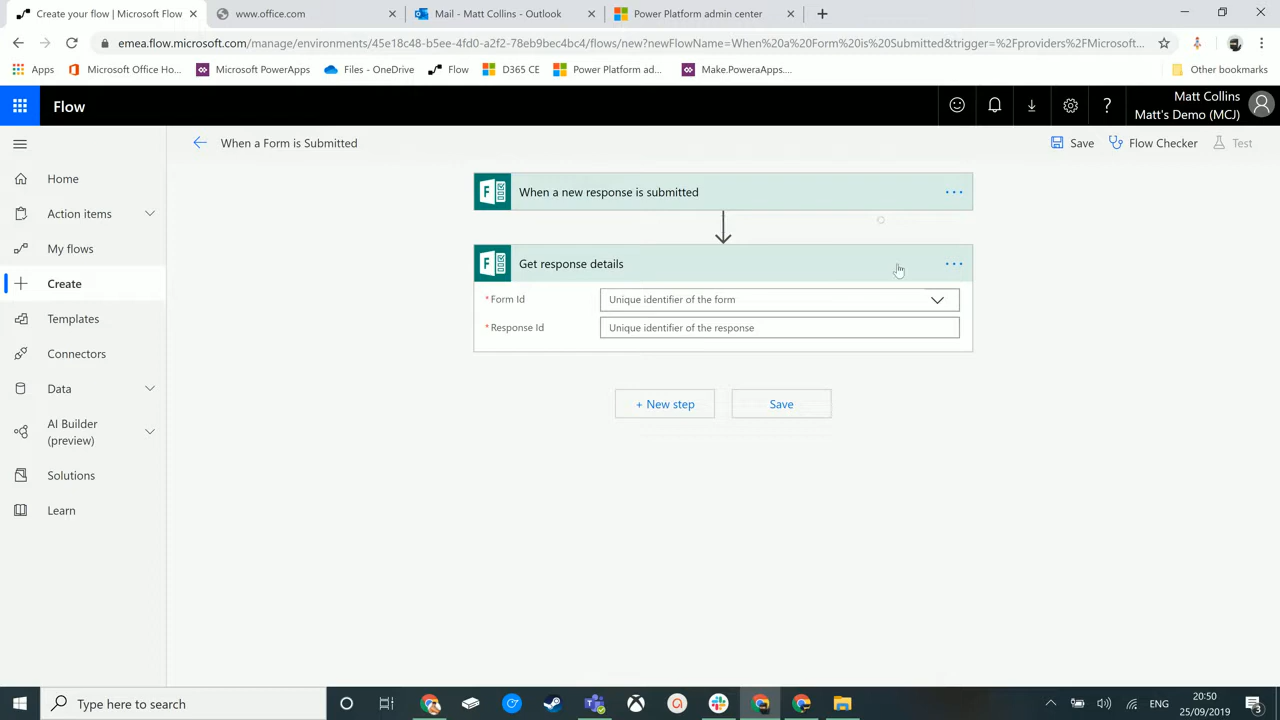 Create your flow | Microsoft Flow
www.office.com
Mail - Matt Collins - Outlook
Power Platform admin center
emea.flow.microsoft.com/manage/environments/45e18c48-b5ee-4fd0-a2f2-78eb9bec4bc4/flows/new?newFlowName=When%20a%20Form%20is%20Submitted&trigger=%2Fproviders%2FMicrosoft...
Apps
Microsoft Office Ho...
Microsoft PowerApps
Files - OneDrive
Flow
D365 CE
Power Platform ad...
Make.PoweraApps....
Other bookmarks
Flow
?
Matt Collins
Matt's Demo (MCJ)
When a Form is Submitted
Save
Flow Checker
Test
Home
Action items
My flows
Create
Templates
Connectors
Data
AI Builder
(preview)
Solutions
Learn
F
When a new response is submitted
F
Get response details
* Form Id
Unique identifier of the form
* Response Id
Unique identifier of the response
+ New step
Save
Type here to search
ENG
20:50
25/09/2019
3